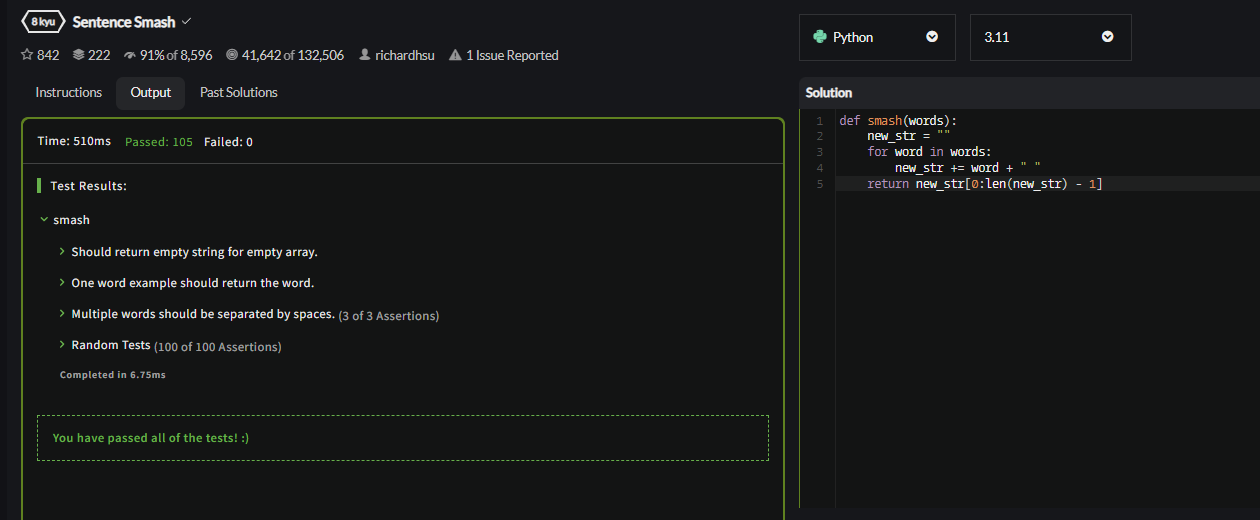 8 kyu Sentence Smash
842 222 91% of 8,596 41,642 of 132,506 richardhsu 1 Issue Reported
Instructions Output Past Solutions
Time: 510ms Passed: 105 Failed: 0
Test Results:
smash
Should return empty string for empty array.
One word example should return the word.
Multiple words should be separated by spaces. (3 of 3 Assertions)
Random Tests (100 of 100 Assertions)
Completed in 6.75ms
You have passed all of the tests! :)
Python 3.11
Solution
1 def smash(words):
2     new_str = ""
3     for word in words:
4         new_str += word + " "
5     return new_str[0:len(new_str) - 1]